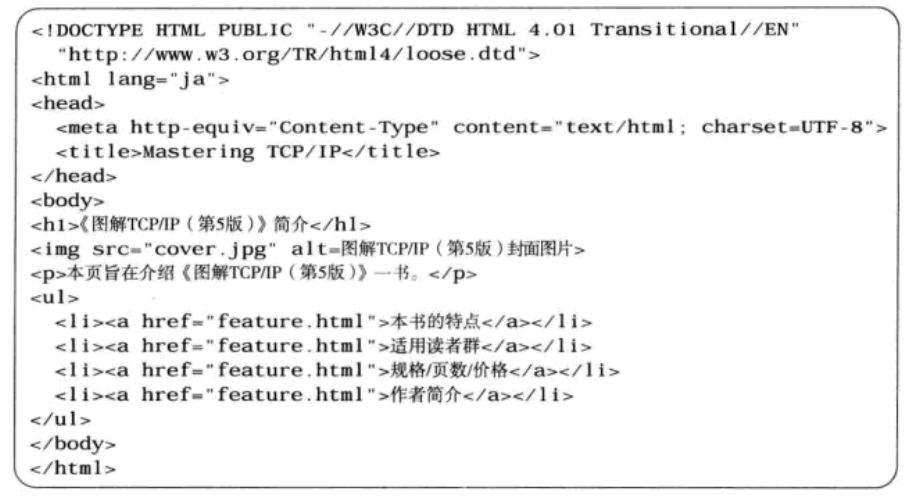 <!DOCTYPE HTML PUBLIC "-//W3C//DTD HTML 4.01 Transitional//EN"
"http://www.w3.org/TR/html4/loose.dtd">
<html lang="ja">
<head>
<meta http-equiv="Content-Type" content="text/html; charset=UTF-8">
<title>Mastering TCP/IP</title>
</head>
<body>
<h1>《图解TCP/IP（第5版）》简介</h1>
<img src="cover.jpg" alt=图解TCP/IP（第5版）封面图片>
<p>本页旨在介绍《图解TCP/IP（第5版）》一书。</p>
<ul>
<li><a href="feature.html">本书的特点</a></li>
<li><a href="feature.html">适用读者群</a></li>
<li><a href="feature.html">规格/页数/价格</a></li>
<li><a href="feature.html">作者简介</a></li>
</ul>
</body>
</html>